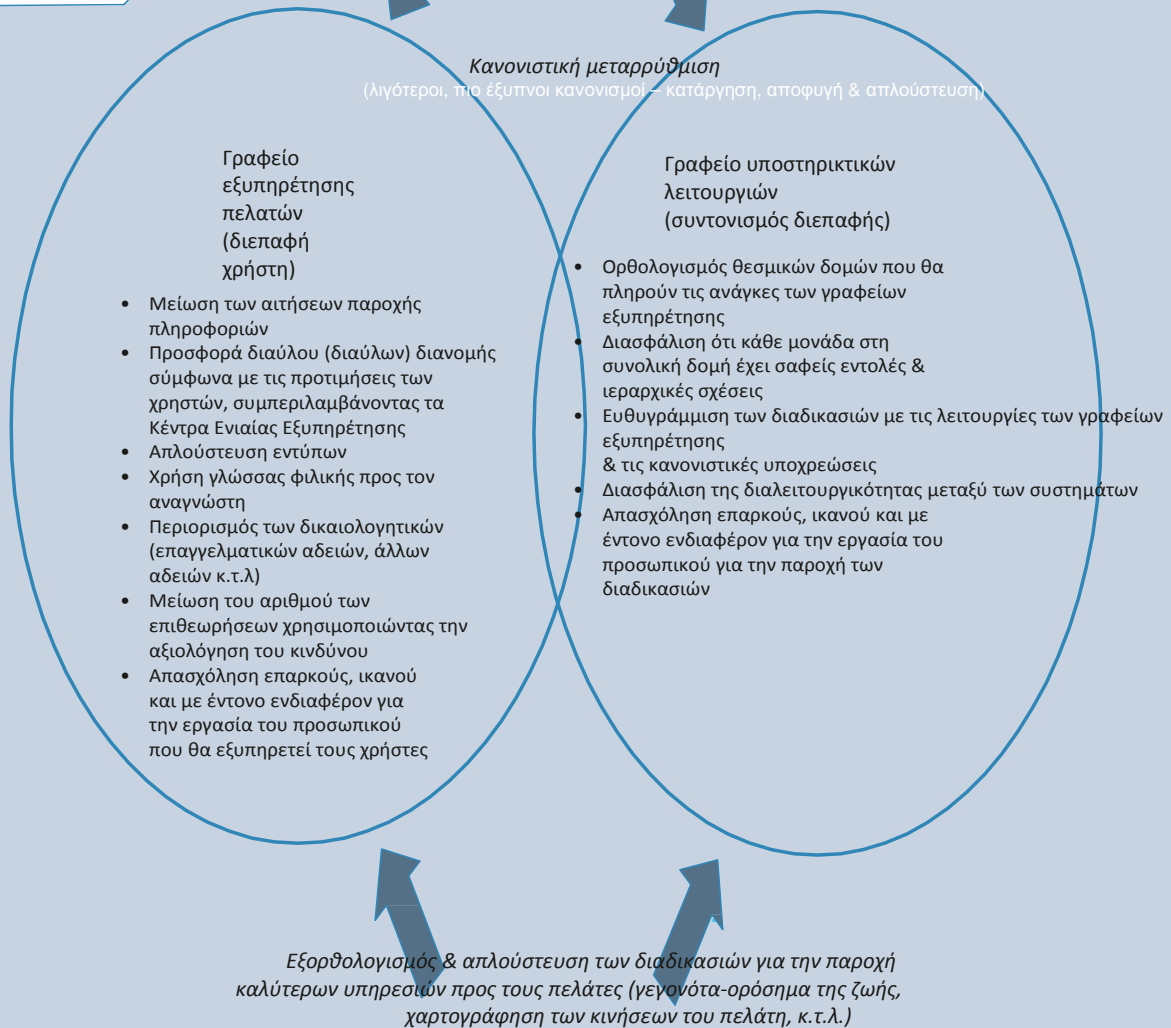 Κανονιστική μεταρρύθμιση
(λιγότεροι, πιο έξυπνοι κανονισμοί – κατάργηση, αποφυγή & απλούστευση)
Γραφείο
εξυπηρέτησης
πελατών
(διεπαφή
χρήστη)
• Μείωση των αιτήσεων παροχής
πληροφοριών
• Προσφορά διαύλου (διαύλων) διανομής
σύμφωνα με τις προτιμήσεις των
χρηστών, συμπεριλαμβάνοντας τα
Κέντρα Ενιαίας Εξυπηρέτησης
• Απλούστευση εντύπων
• Χρήση γλώσσας φιλικής προς τον
αναγνώστη
• Περιορισμός των δικαιολογητικών
(επαγγελματικών αδειών, άλλων
αδειών κ.τ.λ)
• Μείωση του αριθμού των
επιθεωρήσεων χρησιμοποιώντας την
αξιολόγηση του κινδύνου
• Απασχόληση επαρκούς, ικανού
και με έντονο ενδιαφέρον για
την εργασία του προσωπικού
που θα εξυπηρετεί τους χρήστες
Γραφείο υποστηρικτικών
λειτουργιών
(συντονισμός διεπαφής)
• Ορθολογισμός θεσμικών δομών που θα
πληρούν τις ανάγκες των γραφείων
εξυπηρέτησης
• Διασφάλιση ότι κάθε μονάδα στη
συνολική δομή έχει σαφείς εντολές &
ιεραρχικές σχέσεις
• Ευθυγράμμιση των διαδικασιών με τις λειτουργίες των γραφείων
εξυπηρέτησης
& τις κανονιστικές υποχρεώσεις
• Διασφάλιση της διαλειτουργικότητας μεταξύ των συστημάτων
• Απασχόληση επαρκούς, ικανού και με
έντονο ενδιαφέρον για την εργασία του
προσωπικού για την παροχή των
διαδικασιών
Εξορθολογισμός & απλούστευση των διαδικασιών για την παροχή
καλύτερων υπηρεσιών προς τους πελάτες (γεγονότα-ορόσημα της ζωής,
χαρτογράφηση των κινήσεων του πελάτη, κ.τ.λ.)